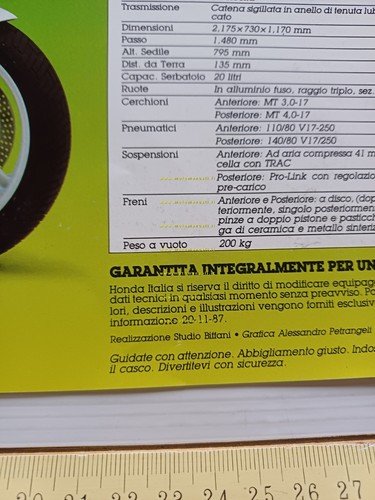 Trasmissione Catena sigillata in anello di tenuta lub
cato
Dimensioni 2.175×730×1.170 mm
Passo 1.480 mm
Alt. Sedile 795 mm
Dist. da Terra 135 mm
Capac. Serbatoio 20 litri
Ruote In alluminio fuso, raggio triplo, sez.
Cerchioni Anteriore: MT 3,0-17
Posteriore: MT 4,0-17
Pneumatici Anteriore: 110/80 V17-250
Posteriore: 140/80 V17/250
Sospensioni Anteriore: Ad aria compressa 41 m
cella con TRAC
Posteriore: Pro-Link con regolazio
pre-carico
Freni Anteriore e Posteriore: a disco, (dop
teriormente, singolo posteriormen
pinze a doppio pistone e pasticch
ga di ceramica e metallo sinteriz
Peso a vuoto 200 kg
GARANTITA INTEGRALMENTE PER UN
Honda Italia si riserva il diritto di modificare equipag
dati tecnici in qualsiasi momento senza preavviso. Pe
lori, descrizioni e illustrazioni vengono forniti esclusiv
informazione 20-11-87.
Realizzazione Studio Biffani • Grafica Alessandro Petrangeli
Guidate con attenzione. Abbigliamento giusto. Indos
il casco. Divertitevi con sicurezza.
20 21 22 23 24 25 26 27